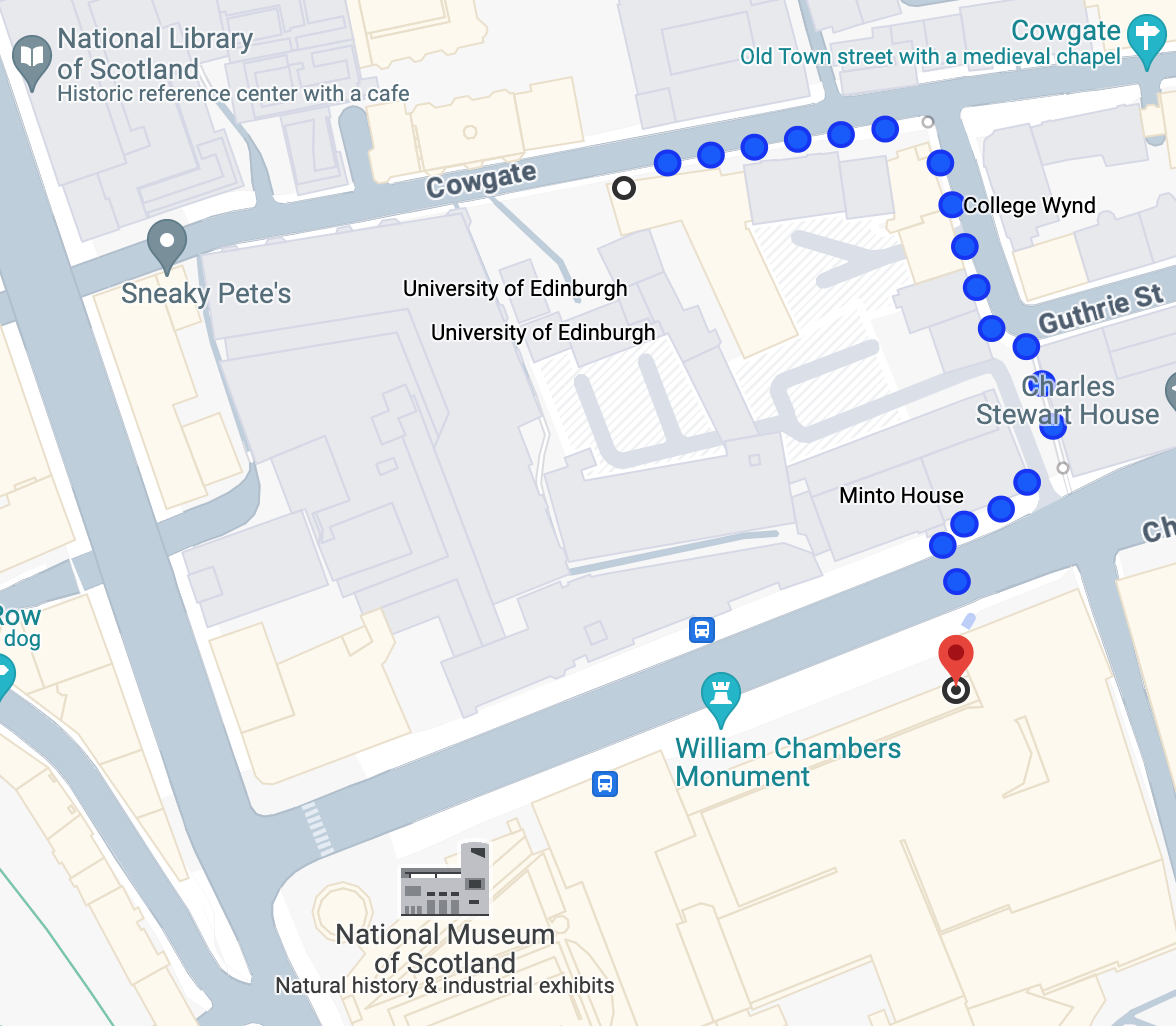 National Library
of Scotland
Historic reference center with a cafe
Cowgate
Old Town street with a medieval chapel
Cowgate
College Wynd
Sneaky Pete's
University of Edinburgh
University of Edinburgh
Guthrie St
Charles
Stewart House
Minto House
Ch
Row
dog
William Chambers
Monument
National Museum
of Scotland
Natural history & industrial exhibits